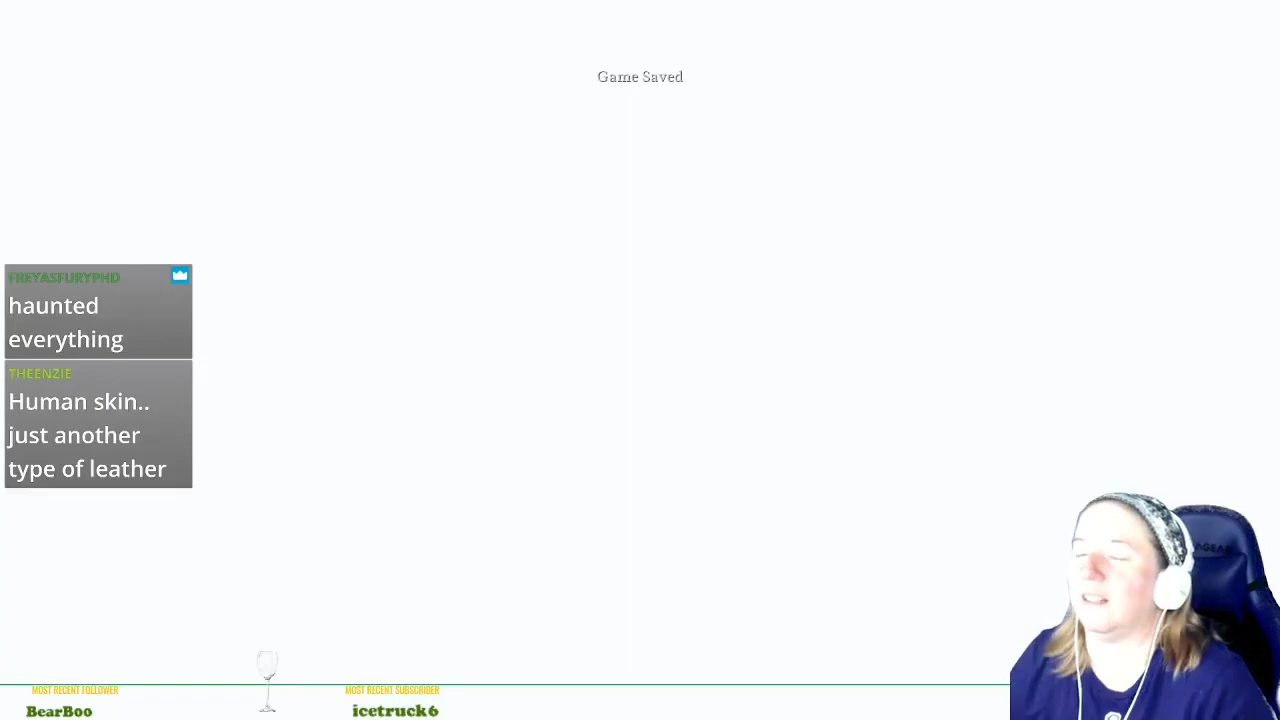 Game Saved
FREYASFURYPHD
haunted
everything
THEENZIE
Human skin..
just another
type of leather
MOST RECENT FOLLOWER
BearBoo
MOST RECENT SUBSCRIBER
icetruck6